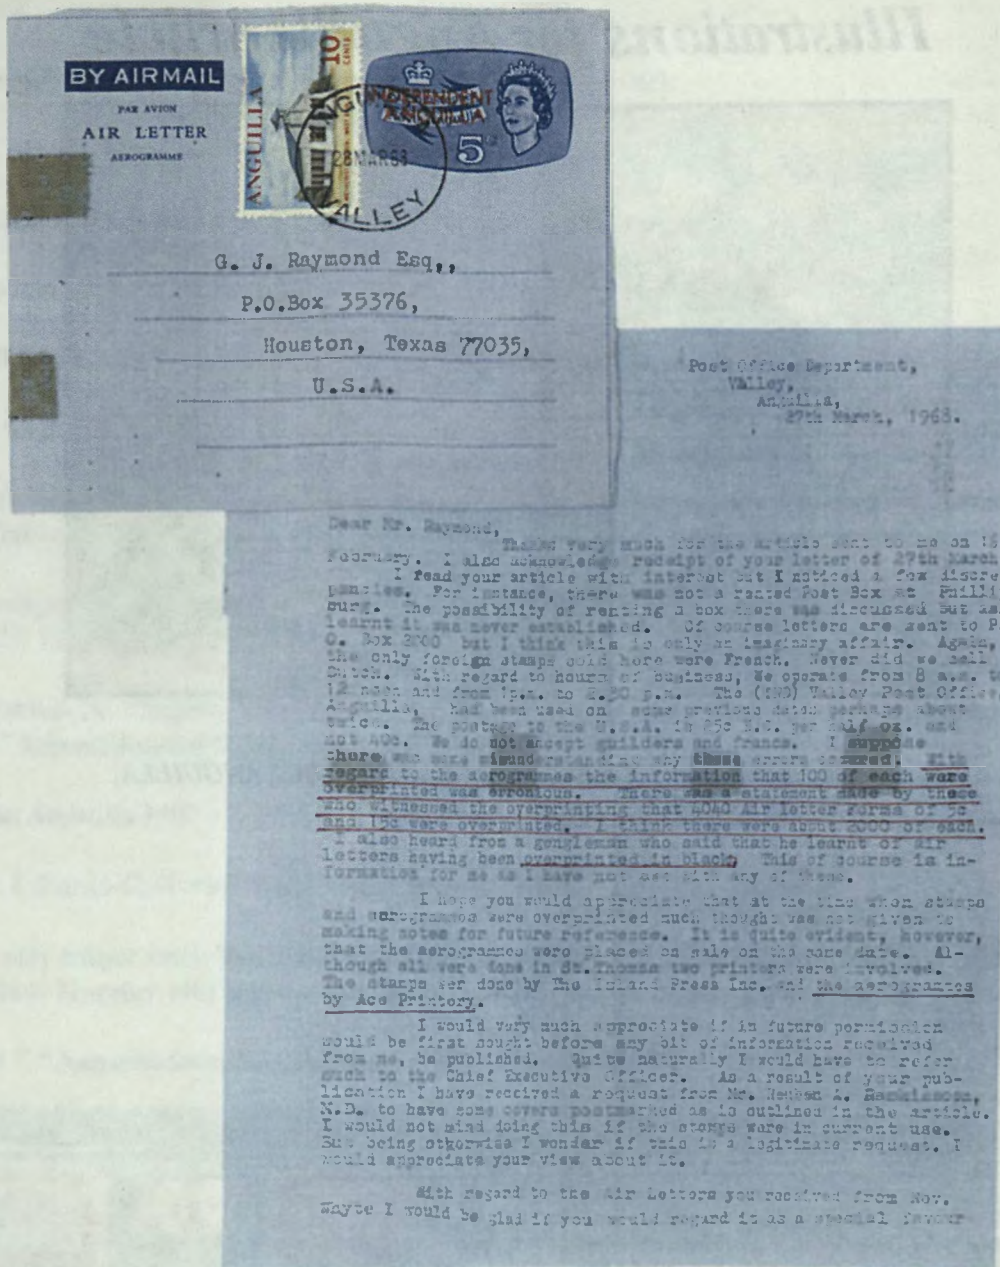 BY AIRMAIL
PAR AVION
AIR LETTER
AEROGRAMME
ANGUILLA
10
CENTS
INDEPENDENT
ANGUILLA
5
ANGUILLA
28 MAR 68
VALLEY
G. J. Raymond Esq,,
P.O.Box 35376,
Houston, Texas 77035,
U.S.A.
Post Office Department,
Valley,
Anguilla,
27th March, 1968.
Dear Mr. Raymond,
Thanks very much for the article sent to me on 18
February. I also acknowledge receipt of your letter of 27th March
I read your article with interest but I noticed a few discre
pancies. For instance, there was not a rented Post Box at Philli
burg. The possibility of renting a box there was discussed but as
learnt it was never established. Of course letters are sent to P
O. Box 2000 but I think this is only an imaginary affair. Again,
the only foreign stamps sold here were French. Never did we sell
Dutch. With regard to hours of business, We operate from 8 a.m. to
12 noon and from 1p.m. to 2.30 p.m. The Valley Post Office,
Anguilla, had been used on some previous dates perhaps about
twice. The postage to the U.S.A. is 25c per half oz. and
not 40c. We do not accept guilders and francs. I suppose
there was some why these errors With
regard to the aerogrammes the information that 100 of each were
overprinted was erronious. There was a statement made by these
who witnessed the overprinting that 4040 Air letter forms of 5c
and 15c were overprinted. I think there were about 2000 of each.
I also heard from a who said that he learnt of air
letters having been overprinted in black. This of course is in-
formation for me as I have not met with any of these.
I hope you would appreciate that at the time when stamps
and aerogrammes were overprinted much thought was not given to
making notes for future reference. It is quite evident, however,
that the aerogrammes were placed on sale on the same date. Al-
though all were done in St.Thomas two printers were involved.
The stamps wer done by The Island Press Inc. and the aerogrammes
by Ace Printory.
I would very much appreciate if in future permission
would be first sought before any bit of information received
from me, be published. Quite naturally I would have to refer
such to the Chief Executive Officer. As a result of your pub-
lication I have received a request from Mr. A.
N.D. to have some covers postmarked as is outlined in the article.
I would not mind doing this if the stamps were in current use.
But being otherwise I wonder if this is a legitimate request. I
would appreciate your view about it.
With regard to the Air Letters you received from Rev.
Whyte I would be glad if you would regard it as a special favour